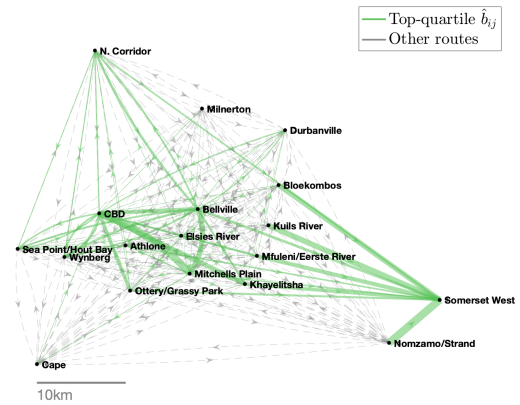 Top-quartile b̂ij
Other routes
N. Corridor
Milnerton
Durbanville
Bloekombos
CBD
Bellville
Kuils River
Elsies River
Athlone
Sea Point/Hout Bay
Wynberg
Mfuleni/Eerste River
Mitchells Plain
Khayelitsha
Ottery/Grassy Park
Somerset West
Nomzamo/Strand
Cape
10km